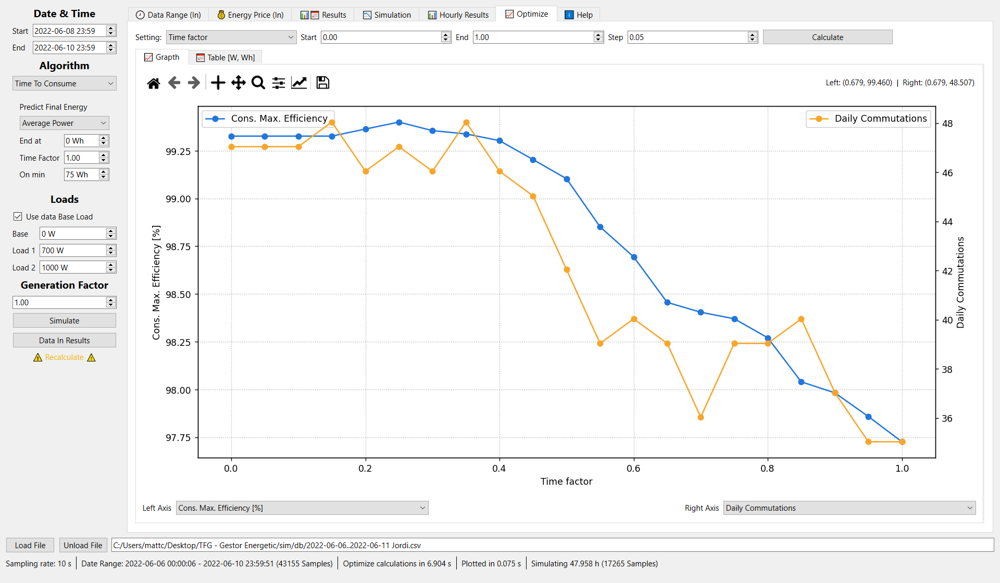 Date & Time
Start 2022-06-08 23:59
End 2022-06-10 23:59
Algorithm
Time To Consume
Predict Final Energy
Average Power
End at 0 Wh
Time Factor 1.00
On min 75 Wh
Loads
Use data Base Load
Base 0 W
Load 1 700 W
Load 2 1000 W
Generation Factor
1.00
Simulate
Data In Results
Recalculate
Data Range (In) Energy Price (In) Results Simulation Hourly Results Optimize Help
Setting: Time factor Start 0.00 End 1.00 Step 0.05 Calculate
Grapth Table [W, Wh]
Left: (0.679, 99.460) | Right: (0.679, 48.507)
Cons. Max. Efficiency
Daily Commutations
Cons. Max. Efficiency [%]
99.25
99.00
98.75
98.50
98.25
98.00
97.75
48
46
44
42
40
38
36
Daily Commutations
0.0 0.2 0.4 0.6 0.8 1.0
Time factor
Left Axis Cons. Max. Efficiency [%] Right Axis Daily Commutations
Load File Unload File C:/Users/mattc/Desktop/TFG - Gestor Energetic/sim/db/2022-06-06..2022-06-11 Jordi.csv
Sampling rate: 10 s Date Range: 2022-06-06 00:00:06 - 2022-06-10 23:59:51 (43155 Samples) Optimize calculations in 6.904 s Plotted in 0.075 s Simulating 47.958 h (17265 Samples)